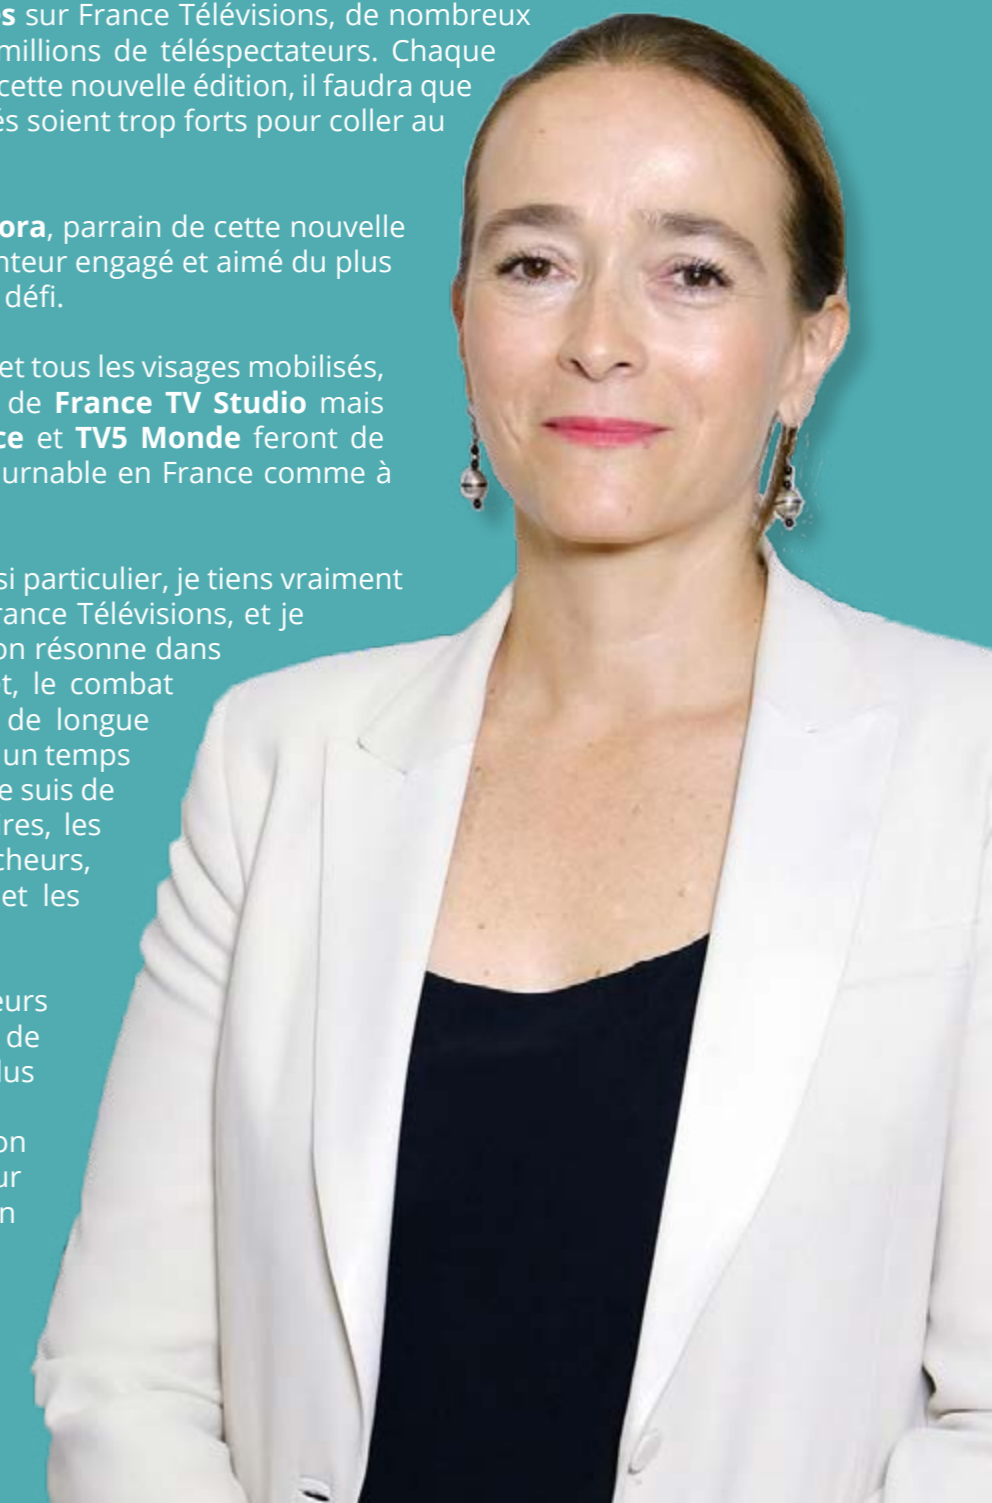 s sur France Télévisions, de nombreux
millions de téléspectateurs. Chaque
cette nouvelle édition, il faudra que
és soient trop forts pour coller au
ora, parrain de cette nouvelle
nteur engagé et aimé du plus
défi.
et tous les visages mobilisés,
de France TV Studio mais
ce et TV5 Monde feront de
urnable en France comme à
si particulier, je tiens vraiment
rance Télévisions, et je
on résonne dans
t, le combat
de longue
un temps
e suis de
res, les
cheurs,
et les
eurs
de
lus
on
ur
n